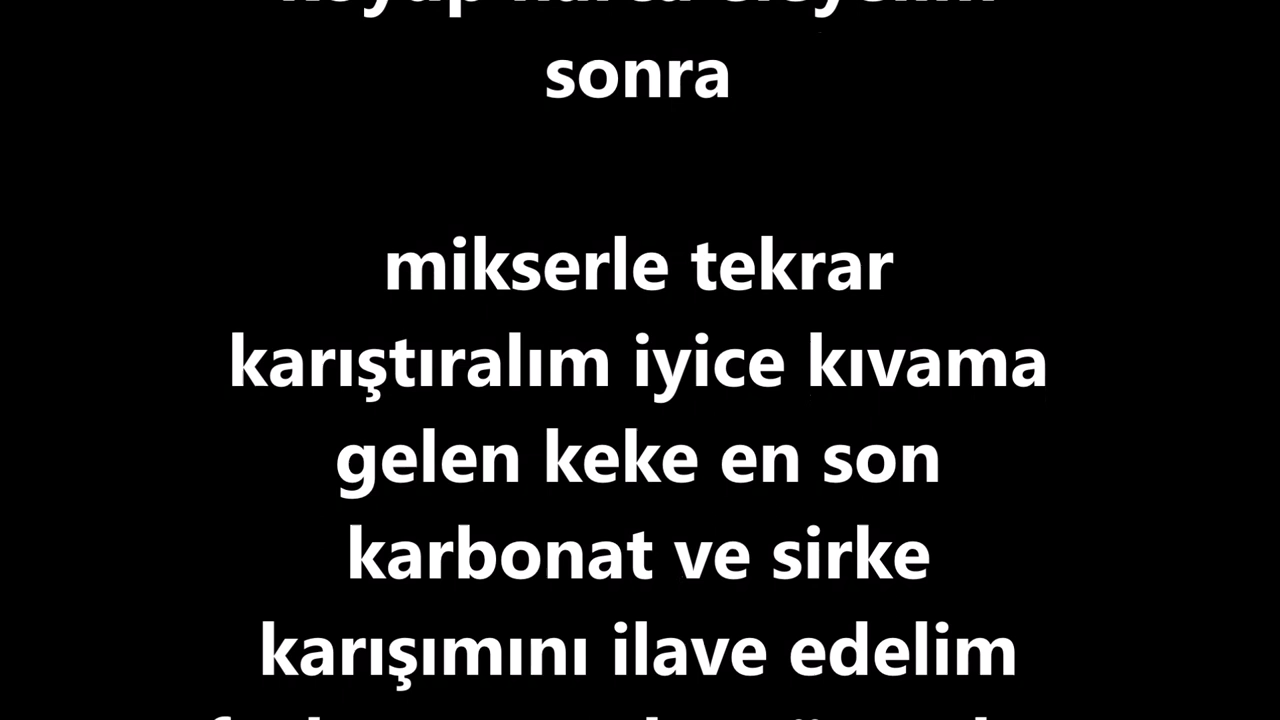 sonra
mikserle tekrar
karıştıralım iyice kıvama
gelen keke en son
karbonat ve sirke
karışımını ilave edelim